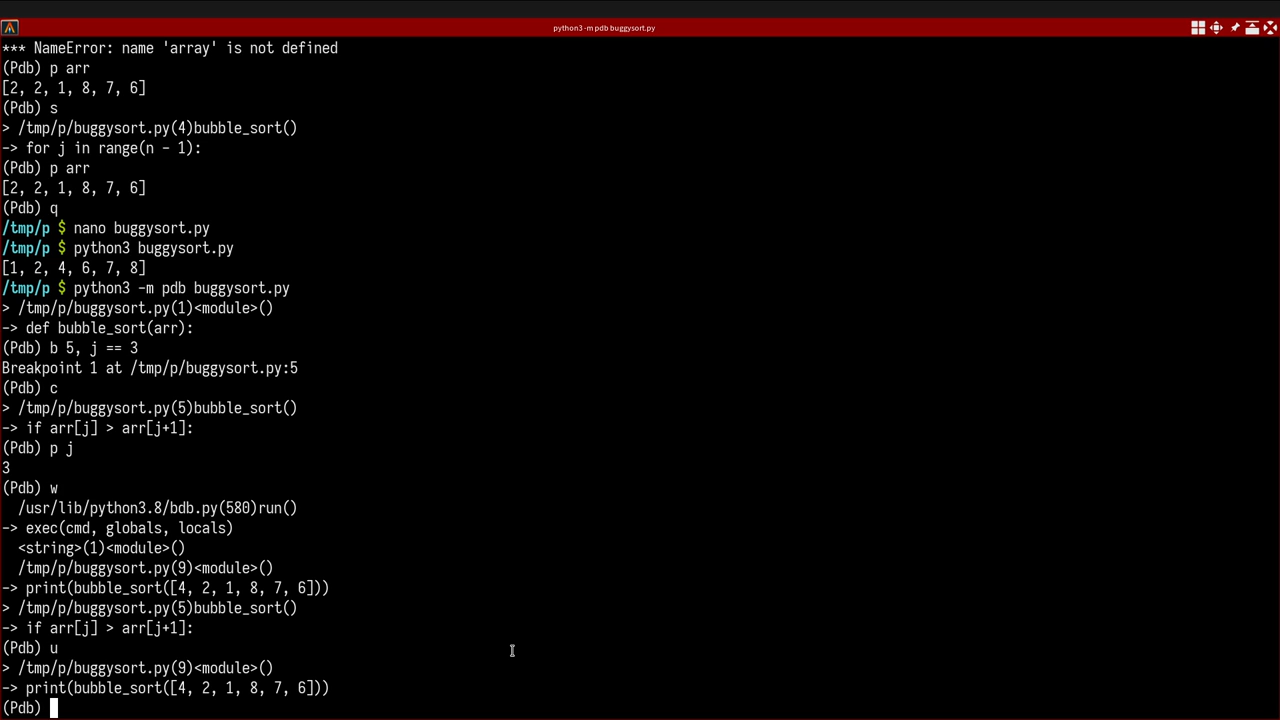 python3 -m pdb buggysort.py
*** NameError: name 'array' is not defined
(Pdb) p arr
[2, 2, 1, 8, 7, 6]
(Pdb) s
> /tmp/p/buggysort.py(4)bubble_sort()
-> for j in range(n - 1):
(Pdb) p arr
[2, 2, 1, 8, 7, 6]
(Pdb) q
/tmp/p $ nano buggysort.py
/tmp/p $ python3 buggysort.py
[1, 2, 4, 6, 7, 8]
/tmp/p $ python3 -m pdb buggysort.py
> /tmp/p/buggysort.py(1)<module>()
-> def bubble_sort(arr):
(Pdb) b 5, j == 3
Breakpoint 1 at /tmp/p/buggysort.py:5
(Pdb) c
> /tmp/p/buggysort.py(5)bubble_sort()
-> if arr[j] > arr[j+1]:
(Pdb) p j
3
(Pdb) w
  /usr/lib/python3.8/bdb.py(580)run()
-> exec(cmd, globals, locals)
  <string>(1)<module>()
  /tmp/p/buggysort.py(9)<module>()
-> print(bubble_sort([4, 2, 1, 8, 7, 6]))
> /tmp/p/buggysort.py(5)bubble_sort()
-> if arr[j] > arr[j+1]:
(Pdb) u
> /tmp/p/buggysort.py(9)<module>()
-> print(bubble_sort([4, 2, 1, 8, 7, 6]))
(Pdb)